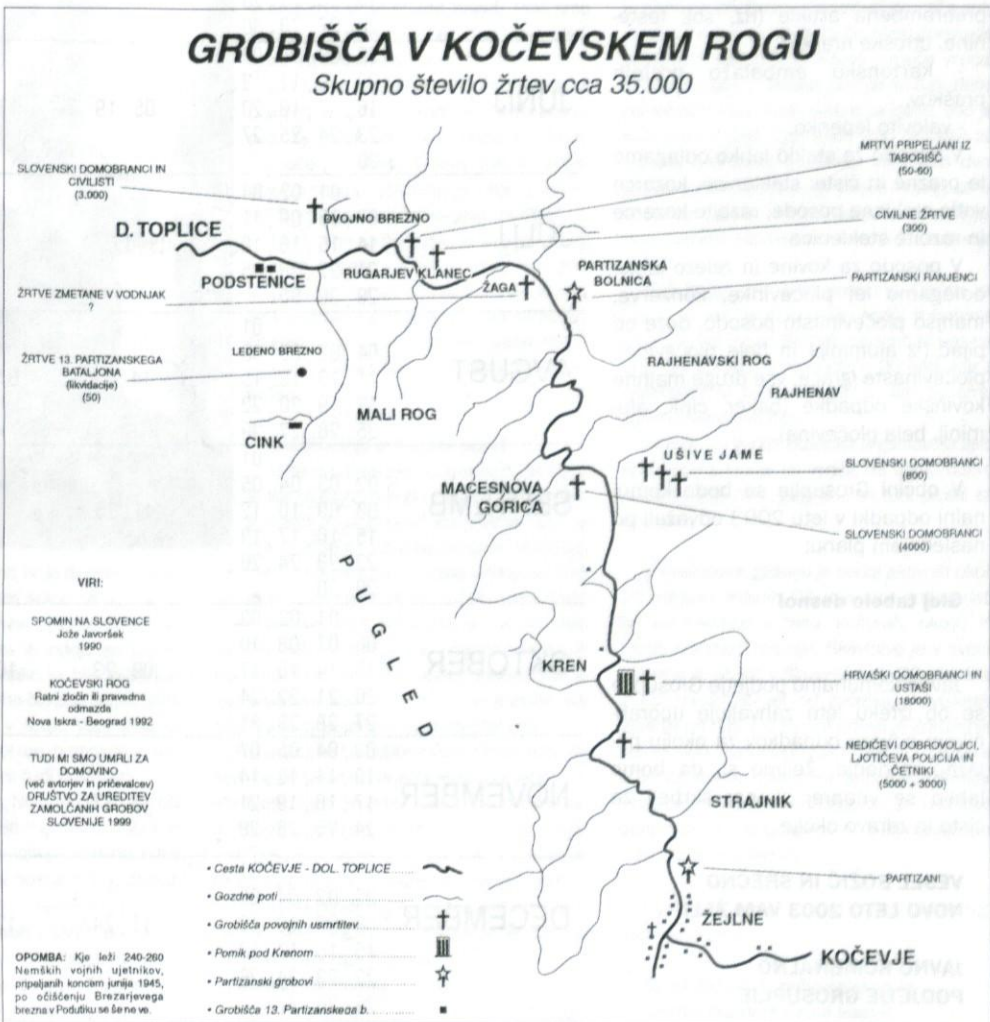 GROBIŠČA V KOČEVSKEM ROGU
Skupno število žrtev cca 35.000
SLOVENSKI DOMOBRANCI IN
CIVILISTI
(3.000)
MRTVI PRIPELJANI IZ
TABORIŠČ
(50-60)
DVOJNO BREZNO
CIVILNE ŽRTVE
(300)
D. TOPLICE
PODSTENICE
RUGARJEV KLANEC
ŽAGA
PARTIZANSKA
BOLNICA
PARTIZANSKI RANJENCI
ŽRTVE ZMETANE V VODNJAK
?
ŽRTVE 13. PARTIZANSKEGA
BATALJONA
(likvidacije)
(50)
LEDENO BREZNO
RAJHENAVSKI ROG
RAJHENAV
MALI ROG
CINK
UŠIVE JAME
SLOVENSKI DOMOBRANCI
(800)
MACESNOVA
GORICA
SLOVENSKI DOMOBRANCI
(4000)
PUGLED
VIRI:
SPOMIN NA SLOVENCE
Jože Javoršek
1990
KOČEVSKI ROG
Ratni zločin ili pravedna
odmazda
Nova Iskra - Beograd 1992
TUDI MI SMO UMRLI ZA
DOMOVINO
(več avtorjev in pričevalcev)
DRUŠTVO ZA UREDITEV
ZAMOLČANIH GROBOV
SLOVENIJE 1999
KREN
HRVAŠKI DOMOBRANCI IN
USTAŠI
(18000)
NEDIĆEVI DOBROVOLJCI,
LJOTIČEVA POLICIJA IN
ČETNIKI
(5000 + 3000)
STRAJNIK
PARTIZANI
ŽEJLNE
KOČEVJE
• Cesta KOČEVJE - DOL. TOPLICE
• Gozdne poti
• Grobišča povojnih usmrtitev
• Pomik pod Krenom
• Partizanski grobovi
• Grobišča 13. Partizanskega b.
OPOMBA: Kje leži 240-260
Nemških vojnih ujetnikov,
pripeljanih koncem junija 1945,
po očiščenju Brezarjevega
brezna v Podutiku se še ne ve.